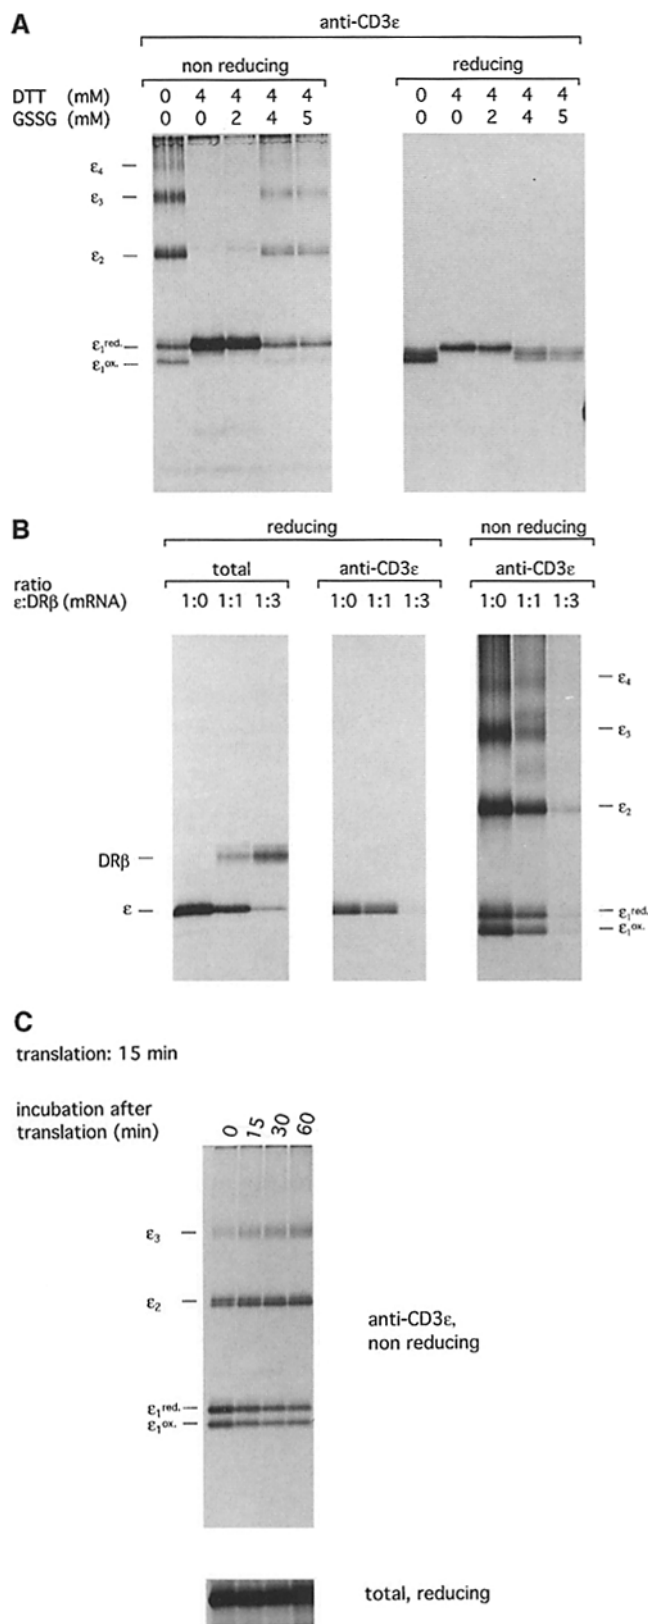 A
anti-CD3ε
non reducing
reducing
DTT (mM) 0 4 4 4 4 0 4 4 4 4
GSSG (mM) 0 0 2 4 5 0 0 2 4 5
ε₄
ε₃
ε₂
ε₁red.
ε₁ox.
B
reducing
non reducing
total
anti-CD3ε
anti-CD3ε
ratio
ε:DRβ (mRNA) 1:0 1:1 1:3 1:0 1:1 1:3 1:0 1:1 1:3
ε₄
ε₃
ε₂
DRβ
ε
ε₁red.
ε₁ox.
C
translation: 15 min
incubation after
translation (min) 0 15 30 60
ε₃
ε₂
anti-CD3ε,
non reducing
ε₁red.
ε₁ox.
total, reducing